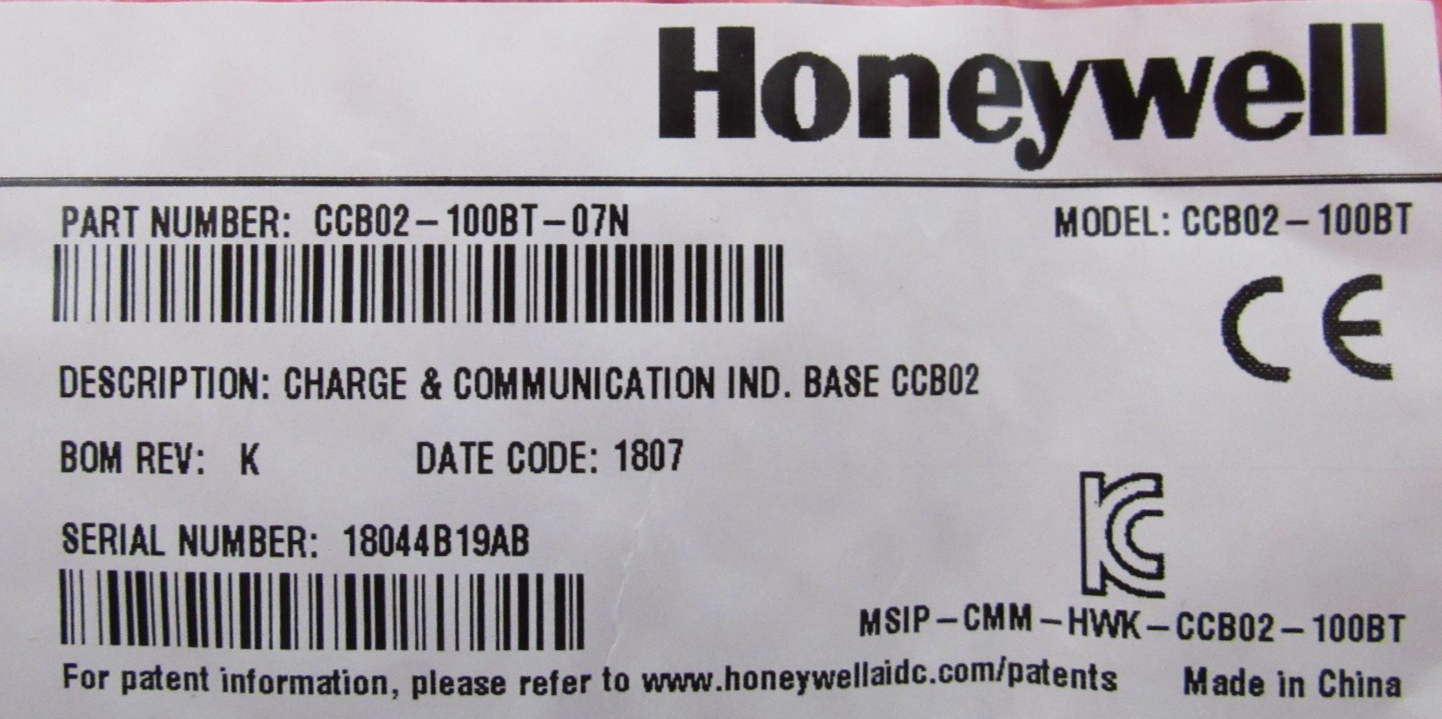 Honeywell
PART NUMBER: CCB02-100BT-07N
MODEL: CCB02-100BT
CE
DESCRIPTION: CHARGE & COMMUNICATION IND. BASE CCB02
BOM REV: K DATE CODE: 1807
SERIAL NUMBER: 18044B19AB
KC
MSIP-CMM-HWK-CCB02-100BT
For patent information, please refer to www.honeywellaidc.com/patents Made in China